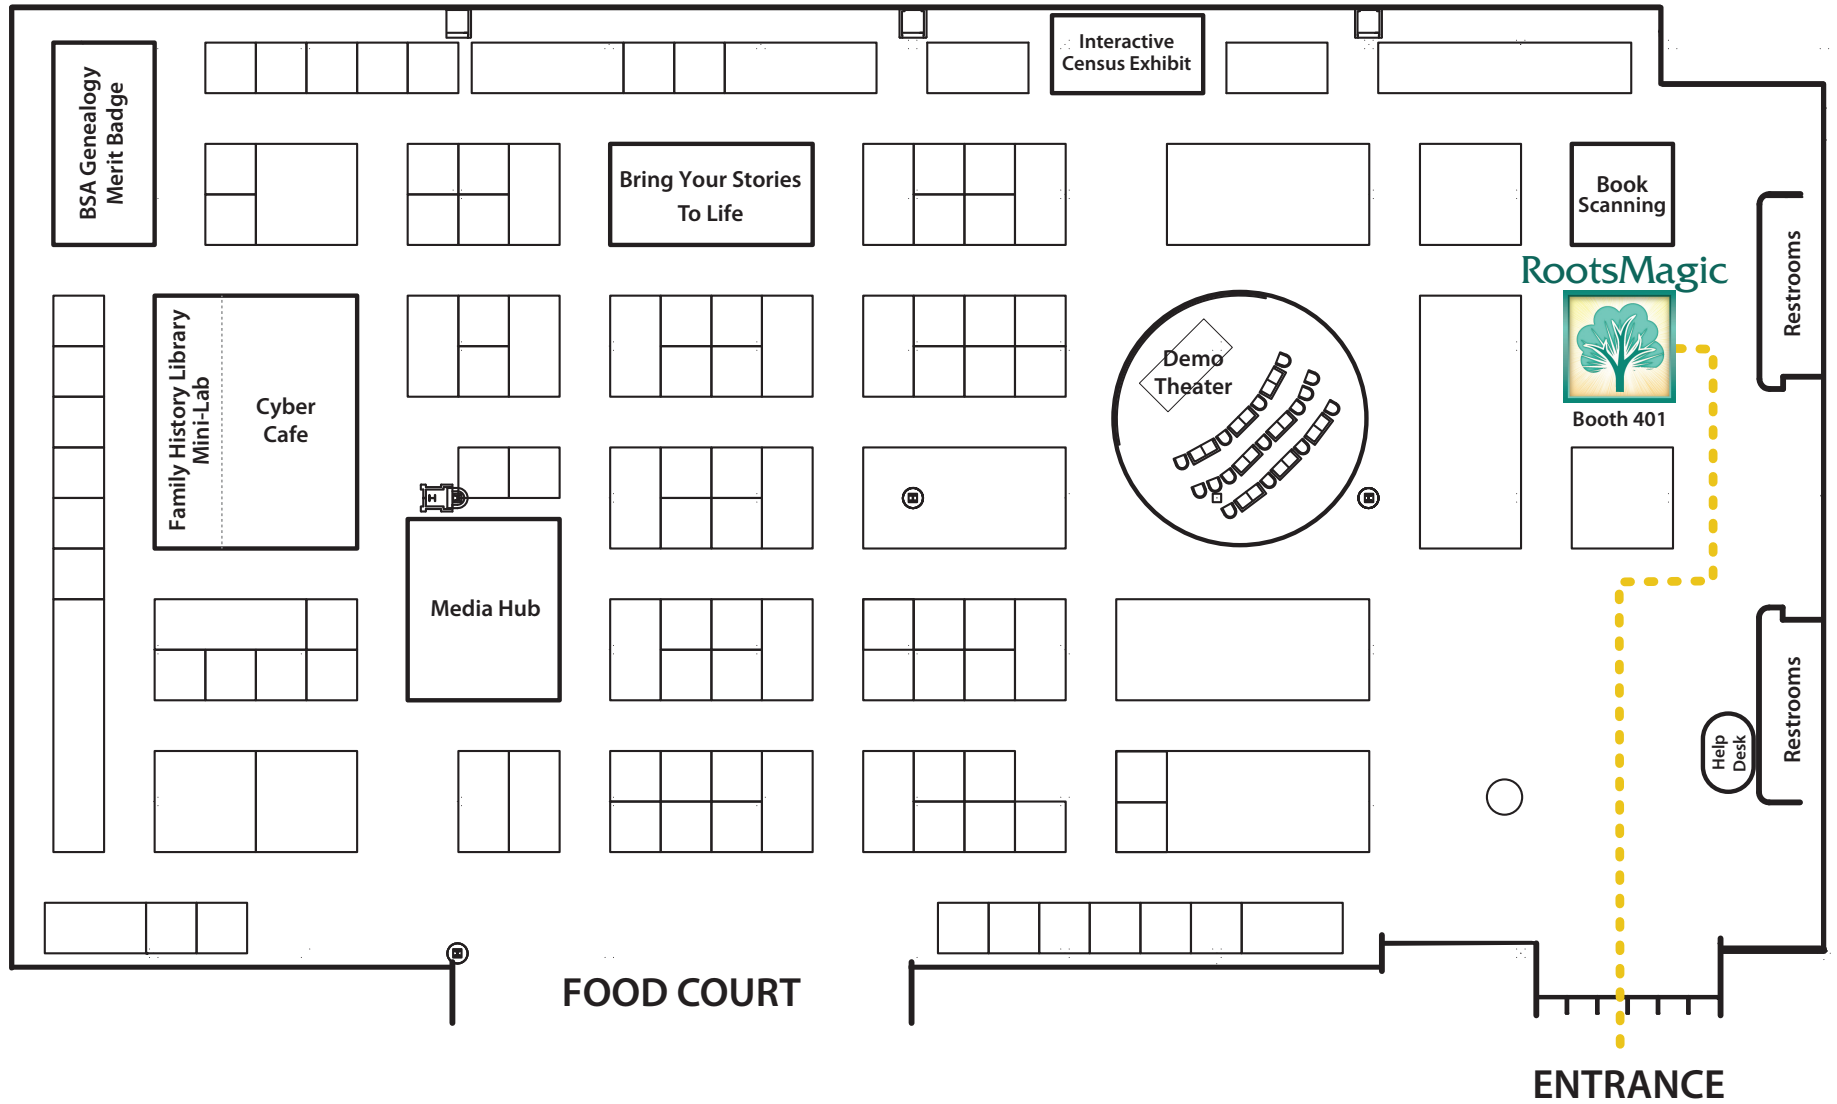 Interactive
Census Exhibit
BSA Genealogy
Merit Badge
Bring Your Stories
To Life
Book
Scanning
RootsMagic
Booth 401
Restrooms
Family History Library
Mini-Lab
Cyber
Cafe
Demo
Theater
Media Hub
Restrooms
Help
Desk
FOOD COURT
ENTRANCE